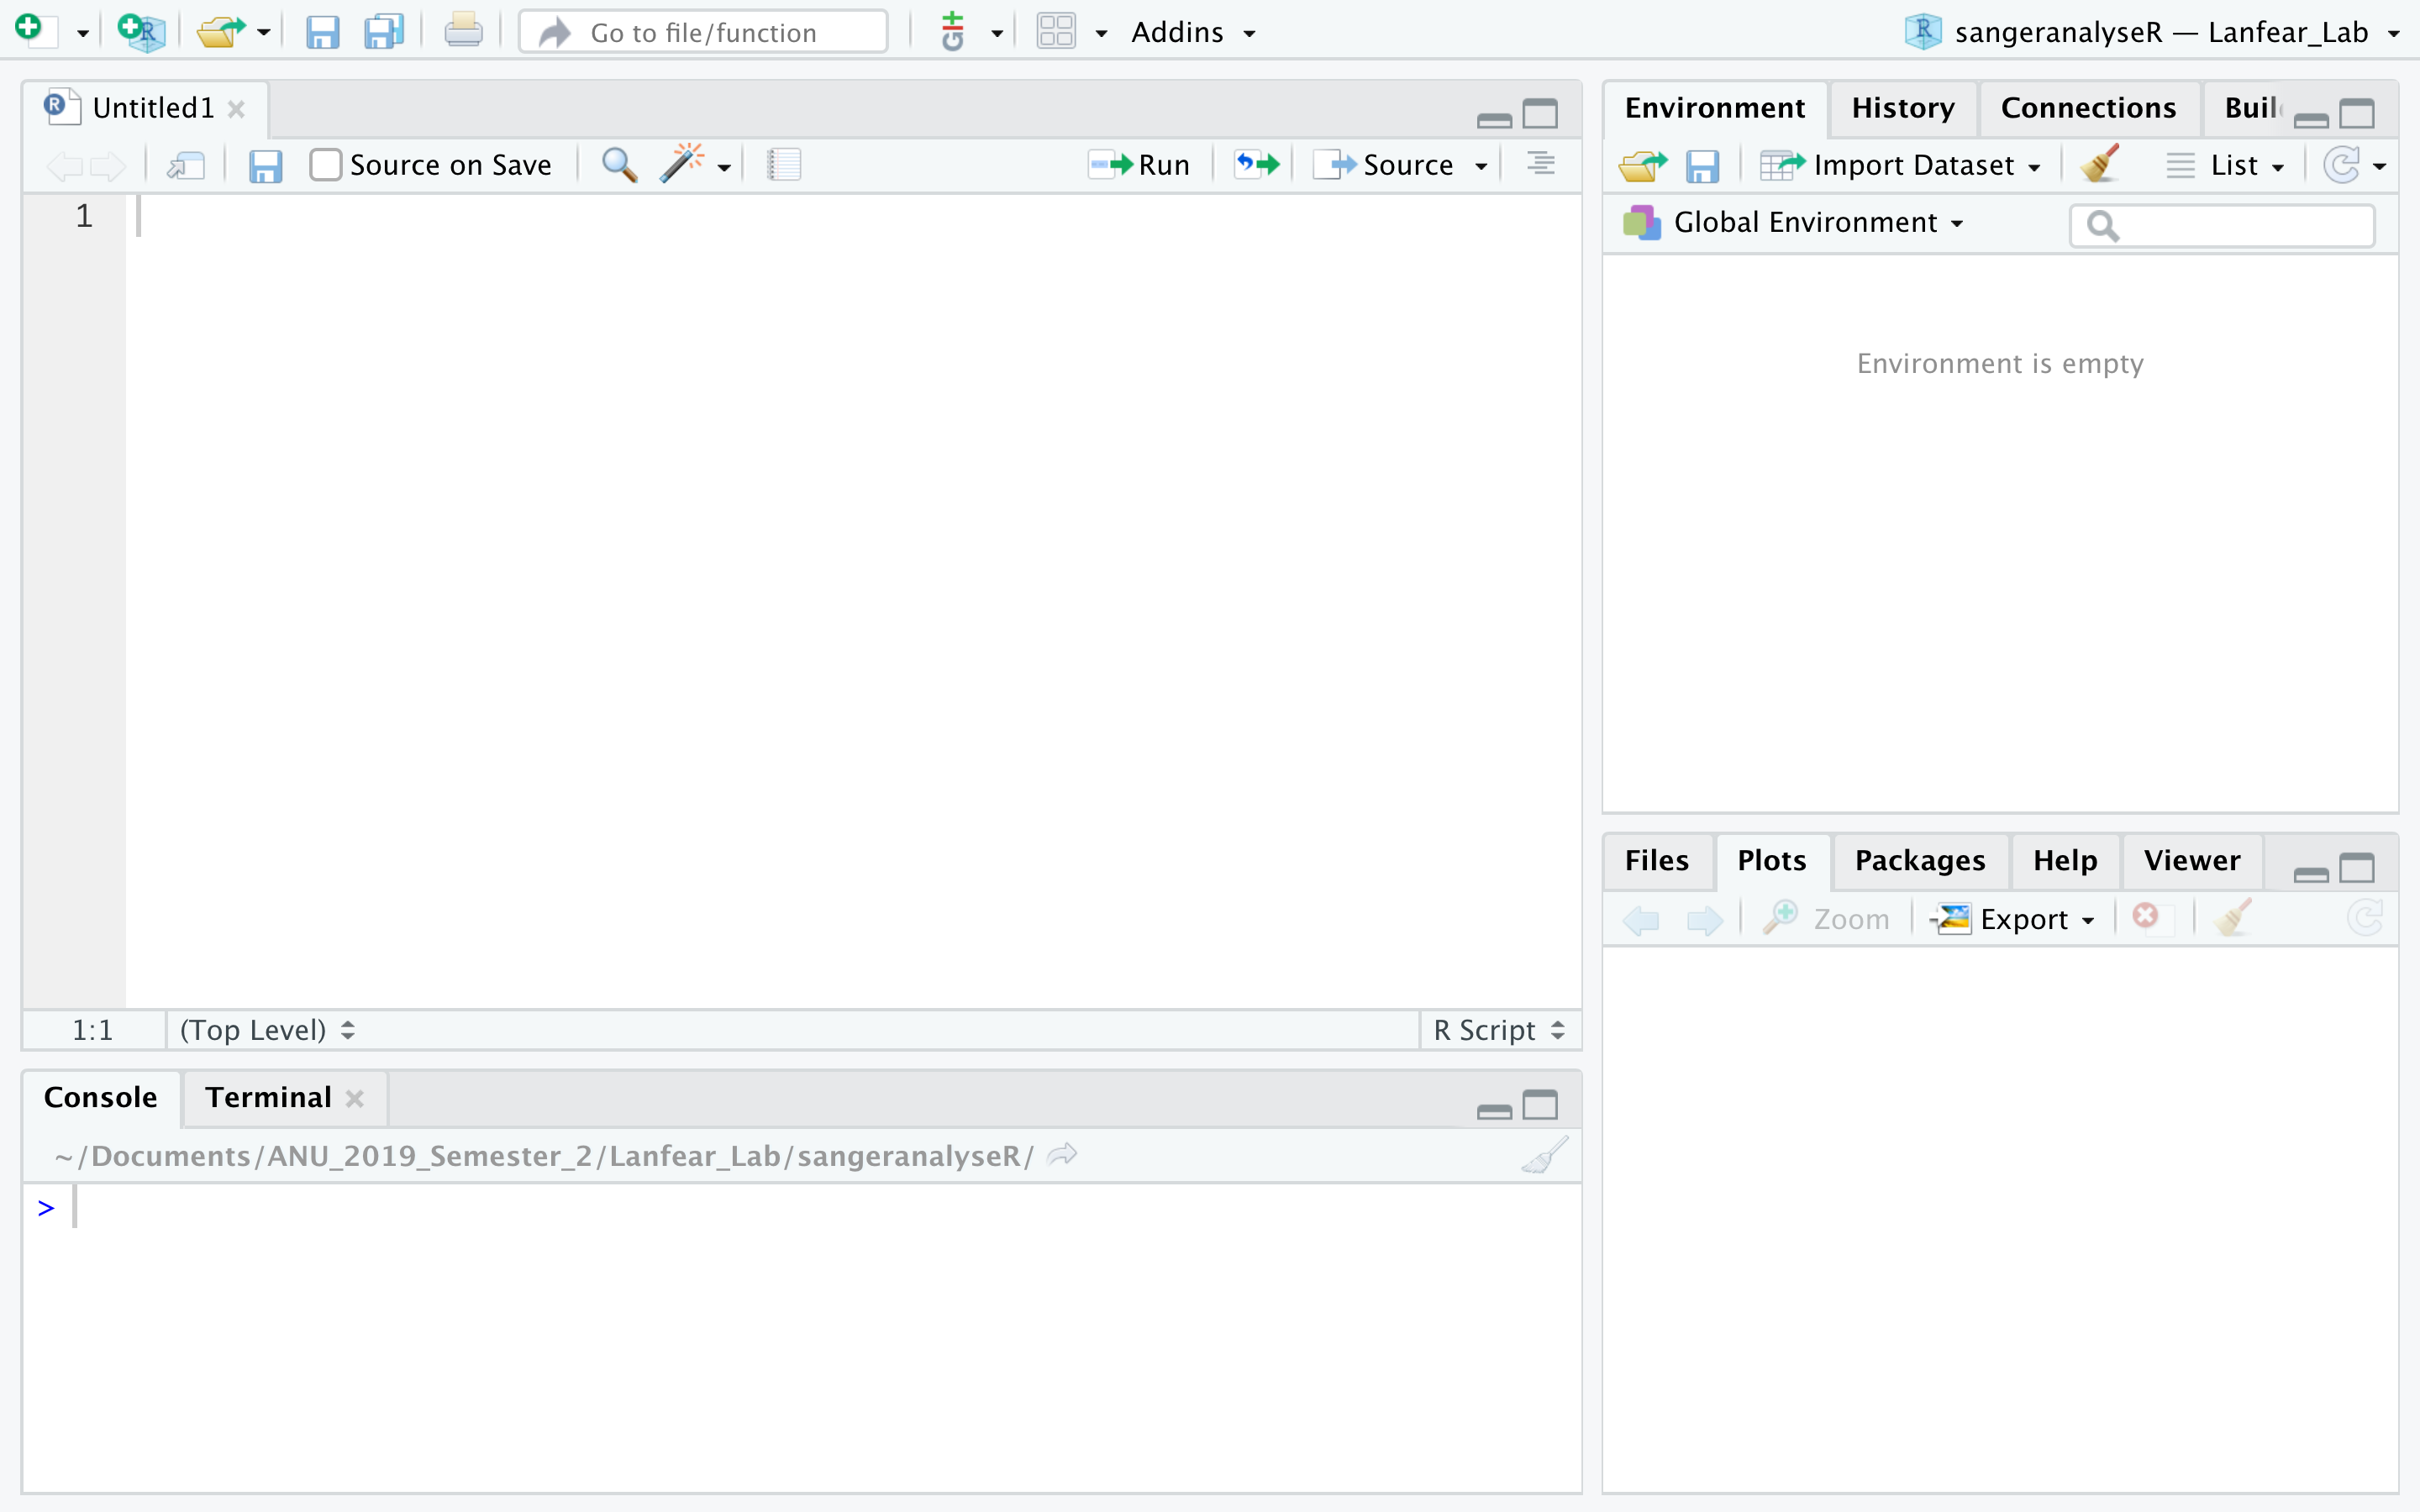 Go to file/function
Addins
sangeranalyseR — Lanfear_Lab
Untitled1
Source on Save
Run
Source
1
1:1
(Top Level)
R Script
Console
Terminal
~/Documents/ANU_2019_Semester_2/Lanfear_Lab/sangeranalyseR/
>
Environment
History
Connections
Import Dataset
List
Global Environment
Environment is empty
Files
Plots
Packages
Help
Viewer
Zoom
Export